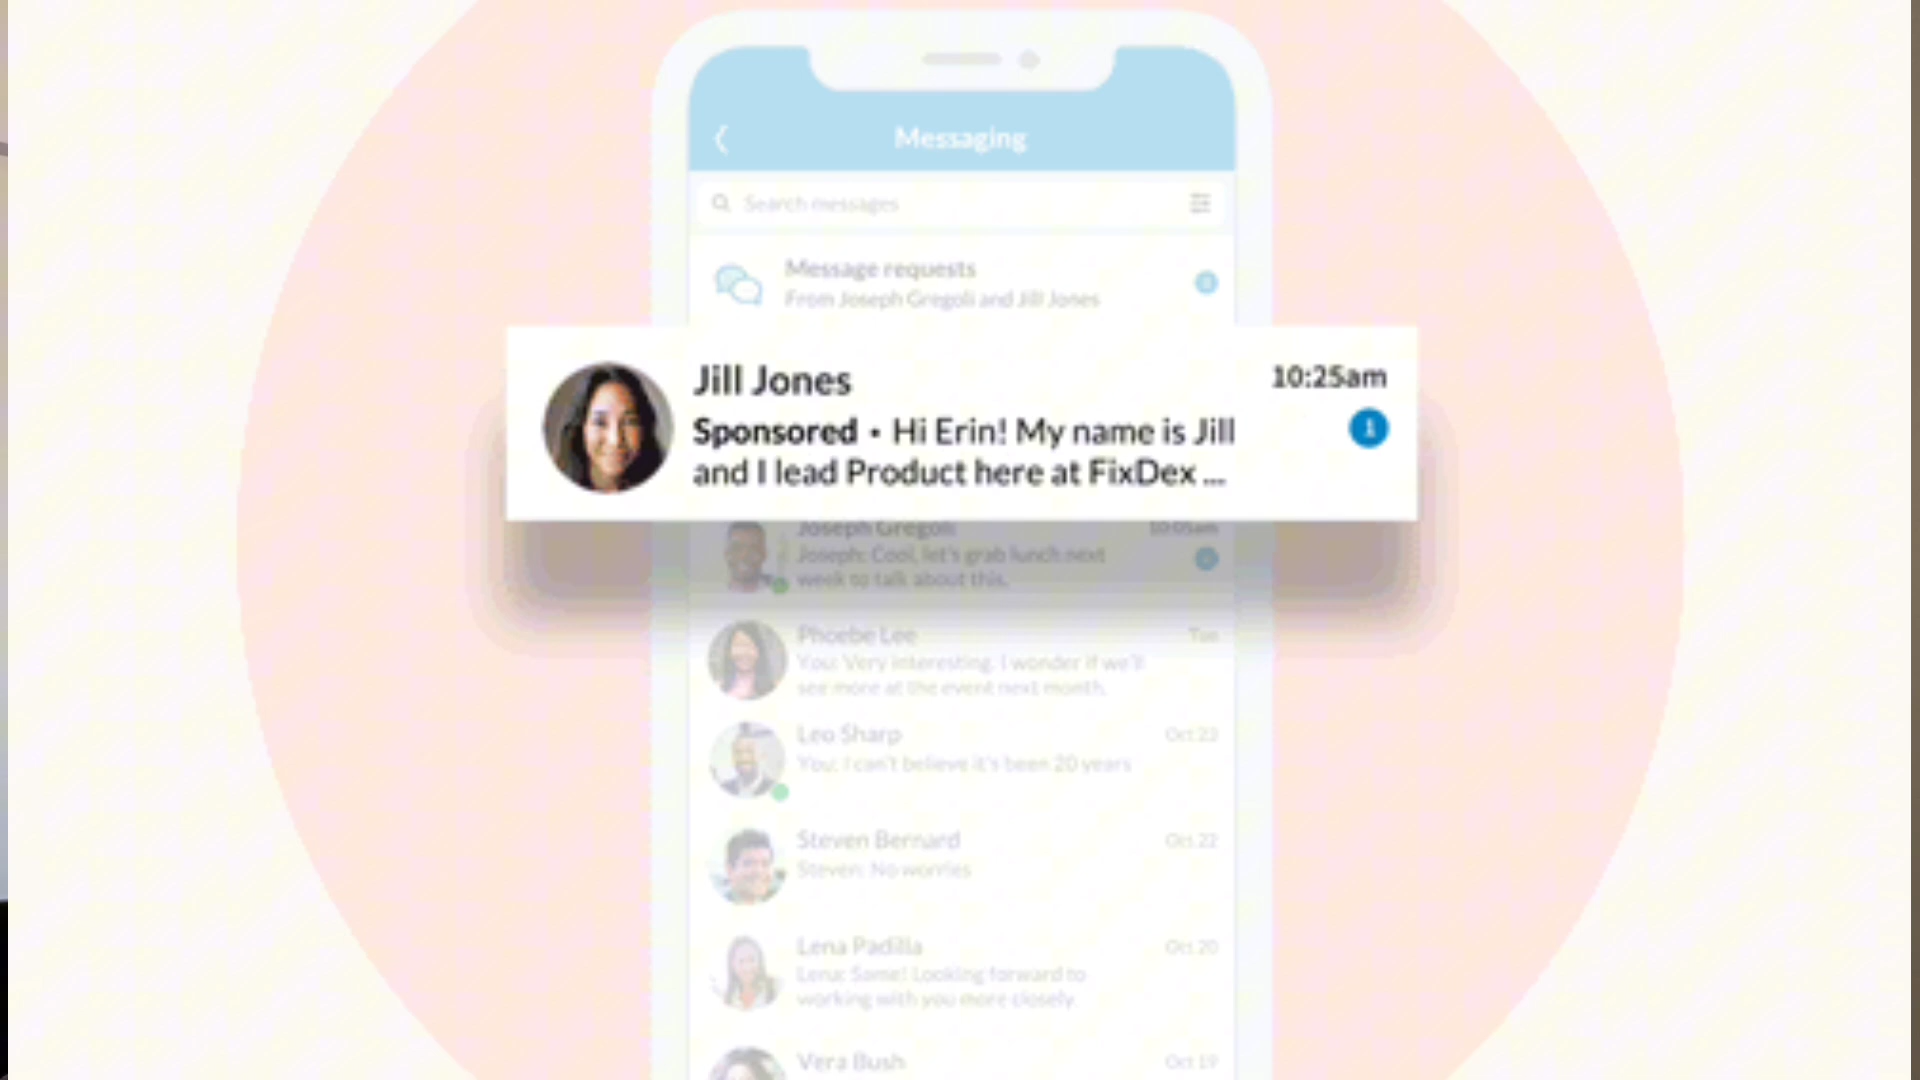 Messaging
Search messages
Message requests
From Joseph Gregoli and Jill Jones
Jill Jones
10:25am
Sponsored • Hi Erin! My name is Jill
1
and I lead Product here at FixDex ...
Joseph Gregoli
10:05am
Joseph: Cool, let's grab lunch next
week to talk about this.
Phoebe Lee
Tue
You: Very interesting. I wonder if we'll
see more at the event next month.
Leo Sharp
Oct 23
You: I can't believe it's been 20 years
Steven Bernard
Oct 22
Steven: No worries
Lena Padilla
Oct 20
Lena: Same! Looking forward to
working with you more closely.
Vera Bush
Oct 19